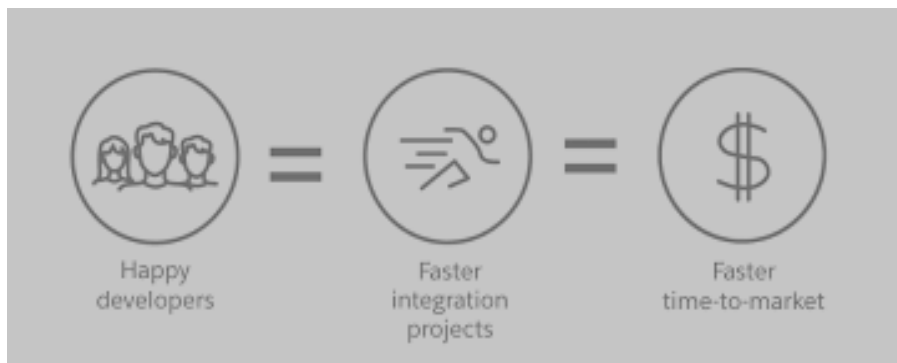 Happy
developers
=
Faster
integration
projects
=
Faster
time-to-market
$